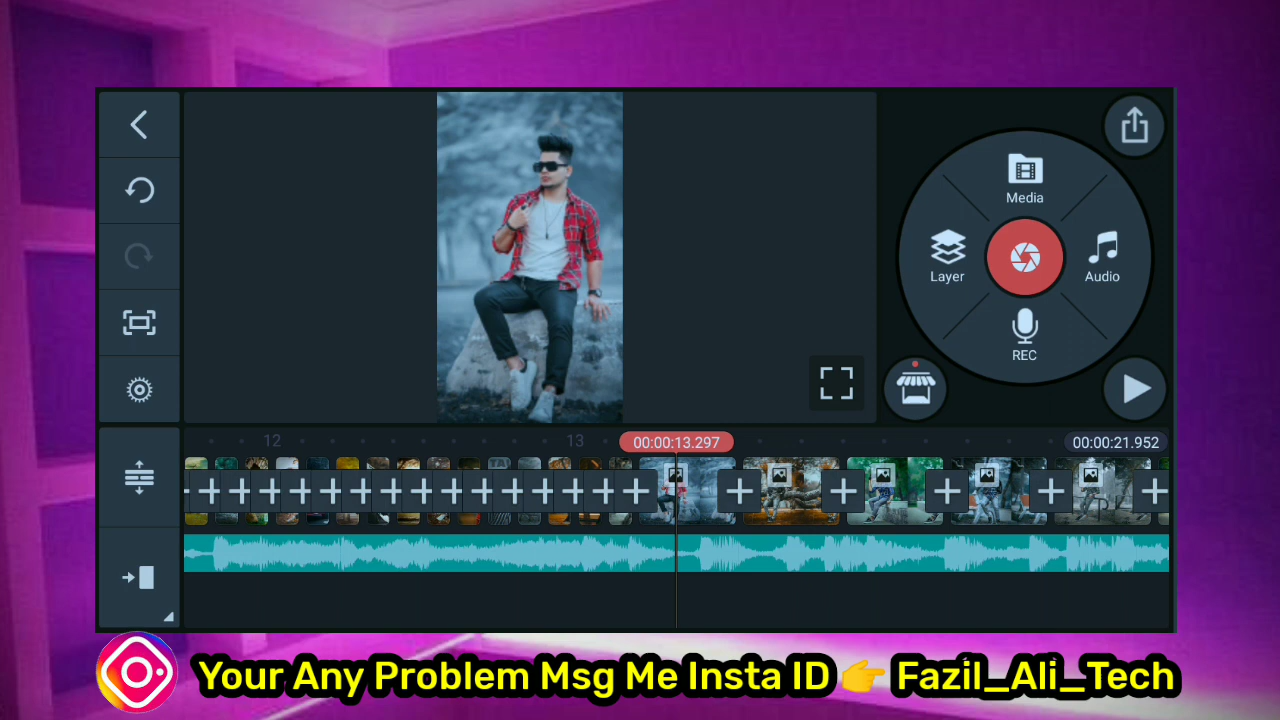 Media
Layer
Audio
REC
12
13
00:00:13.297
00:00:21.952
Your Any Problem Msg Me Insta ID 👉 Fazil_Ali_Tech